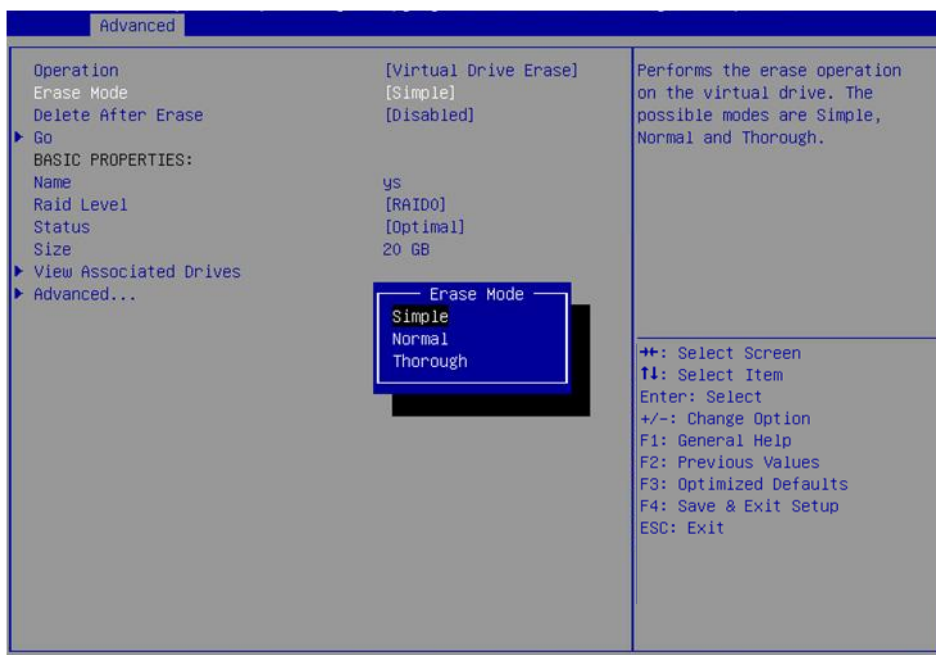 Advanced
Operation [Virtual Drive Erase]
Erase Mode [Simple]
Delete After Erase [Disabled]
Go
BASIC PROPERTIES:
Name ys
Raid Level [RAID0]
Status [Optimal]
Size 20 GB
View Associated Drives
Advanced...
Erase Mode
Simple
Normal
Thorough
Performs the erase operation
on the virtual drive. The
possible modes are Simple,
Normal and Thorough.
→←: Select Screen
↑↓: Select Item
Enter: Select
+/-: Change Option
F1: General Help
F2: Previous Values
F3: Optimized Defaults
F4: Save & Exit Setup
ESC: Exit